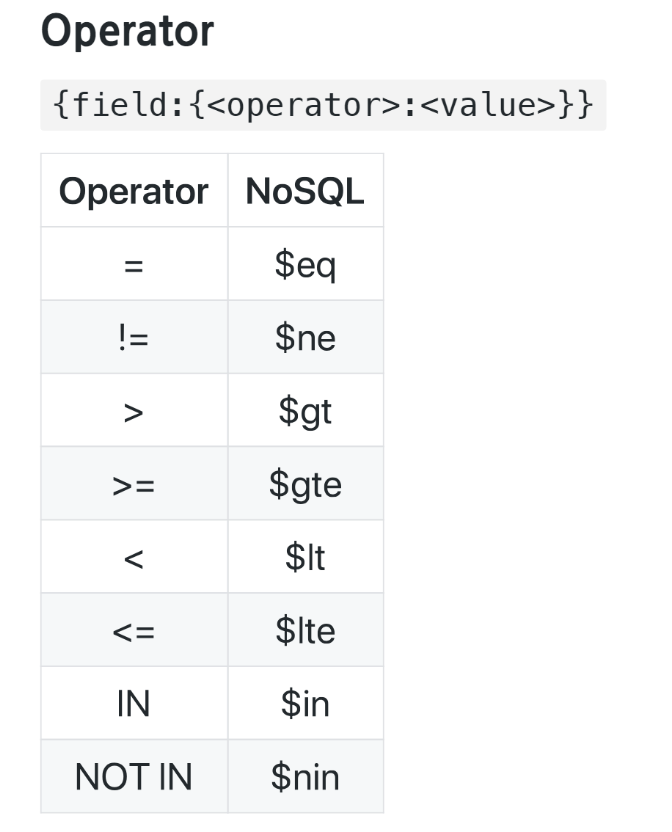 Operator
{field:{<operator>:<value>}}
Operator NoSQL
= $eq
!= $ne
> $gt
>= $gte
< $lt
<= $lte
IN $in
NOT IN $nin